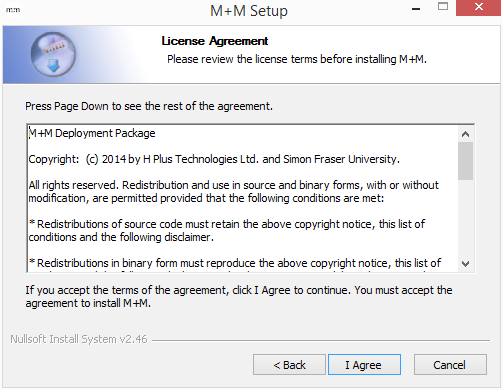 mm
M+M Setup
License Agreement
Please review the license terms before installing M+M.
Press Page Down to see the rest of the agreement.
M+M Deployment Package
Copyright: (c) 2014 by H Plus Technologies Ltd. and Simon Fraser University.
All rights reserved. Redistribution and use in source and binary forms, with or without
modification, are permitted provided that the following conditions are met:
* Redistributions of source code must retain the above copyright notice, this list of
conditions and the following disclaimer.
* Redistributions in binary form must reproduce the above copyright notice, this list of
If you accept the terms of the agreement, click I Agree to continue. You must accept the
agreement to install M+M.
Nullsoft Install System v2.46
< Back
I Agree
Cancel